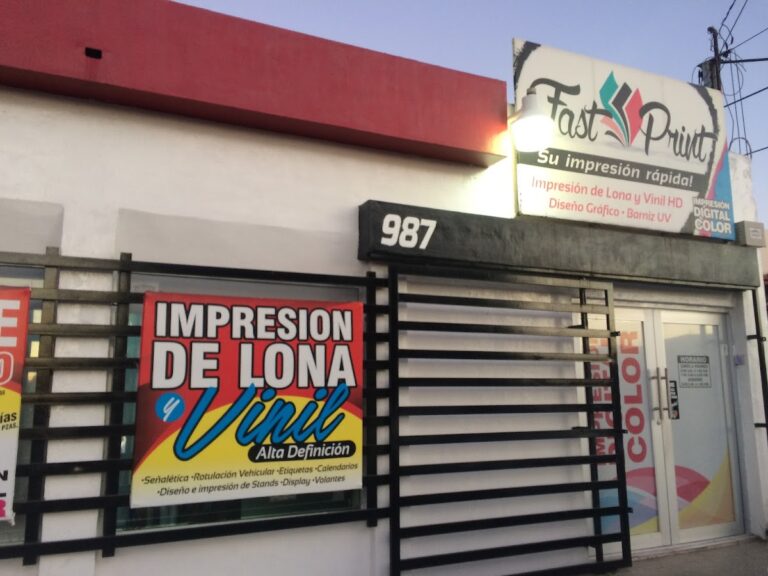 Fast Print
Su impresión rápida!
Impresión de Lona y Vinil HD
Diseño Gráfico • Barniz UV
IMPRESIÓN
DIGITAL
COLOR
987
IMPRESION
DE LONA
y Vinil
Alta Definición
•Señalética •Rotulación Vehicular •Etiquetas •Calendarios
•Diseño e impresión de Stands •Display •Volantes
COLOR
HORARIO